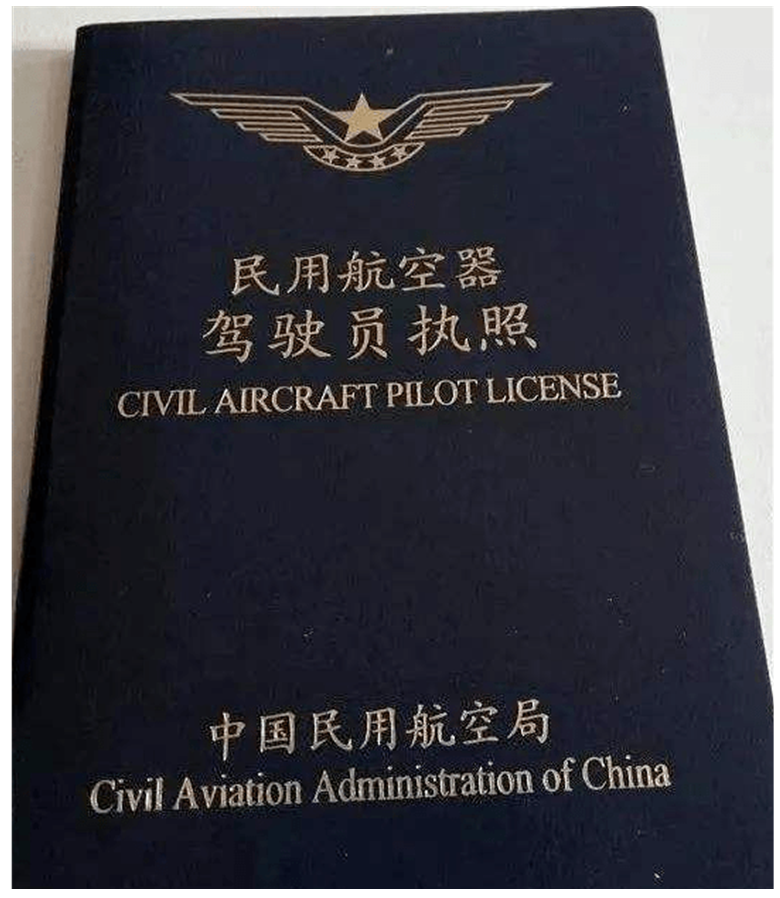 民用航空器
驾驶员执照
CIVIL AIRCRAFT PILOT LICENSE
中国民用航空局
Civil Aviation Administration of China